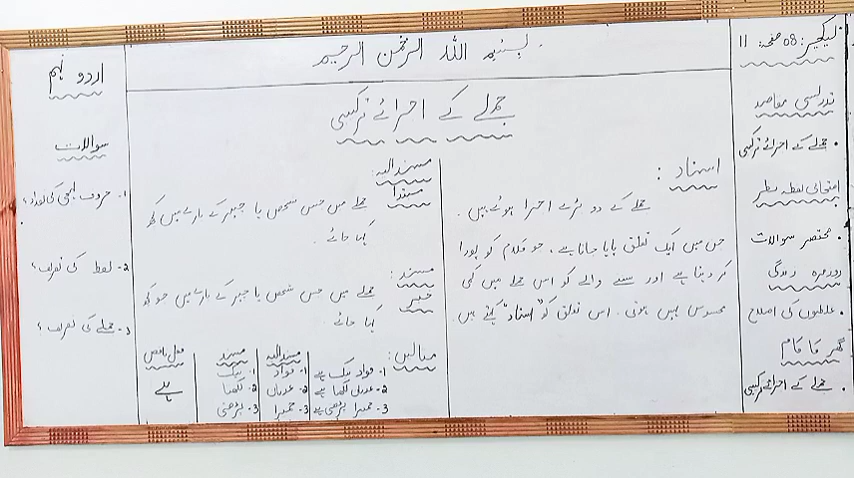 بسم اللہ الرحمن الرحیم
لیکچر: 08 صفحہ: 11
تدریسی مقاصد
• جملے کے اجزائے ترکیبی
امتحانی نقطہ نظر
• مختصر سوالات
روزمرہ زندگی
• غلطیوں کی اصلاح
گھر کا کام
• جملے کے اجزائے ترکیبی
جملے کے اجزائے ترکیبی
اسناد:
جملے کے دو بڑے اجزا ہوتے ہیں۔
جن میں ایک تعلق پایا جاتا ہے۔ جو کلام کو پورا
کر دیتا ہے اور سننے والے کو اس جملے میں کمی
محسوس نہیں ہوتی۔ اس تعلق کو "اسناد" کہتے ہیں
مسند الیہ:
مبتدا
جملے میں جس شخص یا چیز کے بارے میں کچھ
کہا جائے۔
مسند:
خبر
جملے میں جس شخص یا چیز کے بارے میں جو کچھ
کہا جائے۔
مثالیں:
مسند الیہ
مسند
فعل ناقص
1۔ فواد نیک ہے
1۔ فواد
1۔ نیک
2۔ عدنان لکھتا ہے
2۔ عدنان
2۔ لکھتا
ہے
3۔ حمیرا پڑھتی ہے
3۔ حمیرا
3۔ پڑھتی
اردو نہم
سوالات
1۔ حروف تہجی کی تعداد؟
2۔ لفظ کی تعریف؟
3۔ جملے کی تعریف؟